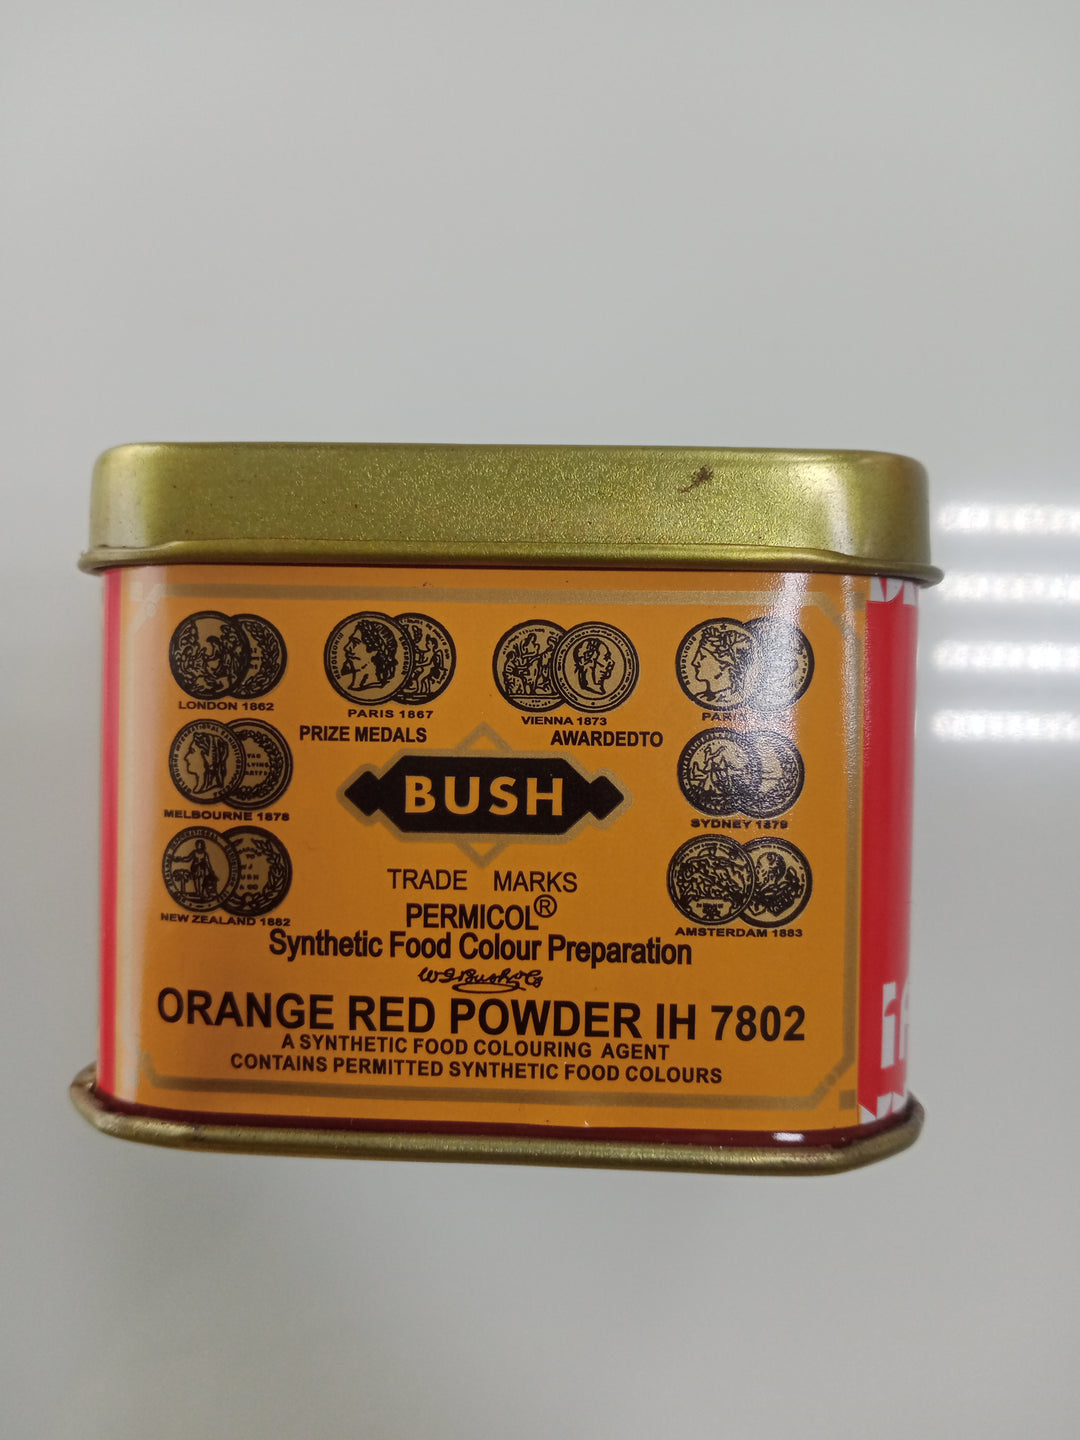 LONDON 1862
PARIS 1867
VIENNA 1873
PRIZE MEDALS
AWARDEDTO
MELBOURNE 1878
BUSH
SYDNEY 1879
NEW ZEALAND 1882
TRADE MARKS
AMSTERDAM 1883
PERMICOL®
Synthetic Food Colour Preparation
ORANGE RED POWDER IH 7802
A SYNTHETIC FOOD COLOURING AGENT
CONTAINS PERMITTED SYNTHETIC FOOD COLOURS